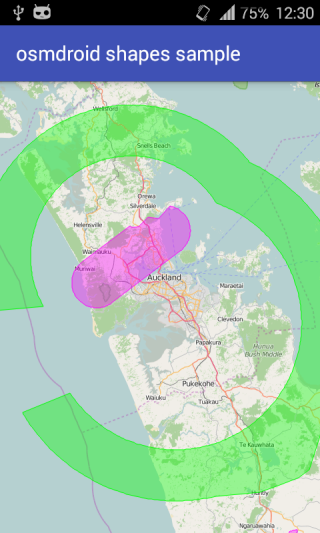 75% 12:30
osmdroid shapes sample
Wellsford
Snells Beach
Orewa
Silverdale
Helensville
Waimauku
Muriwai
Auckland
Maraetai
Clevedon
Papakura
Hunua
Bush Middle
Pukekohe
Waiuku
Tuakau
Te Kauwhata
Huntly
Ngaruawahia